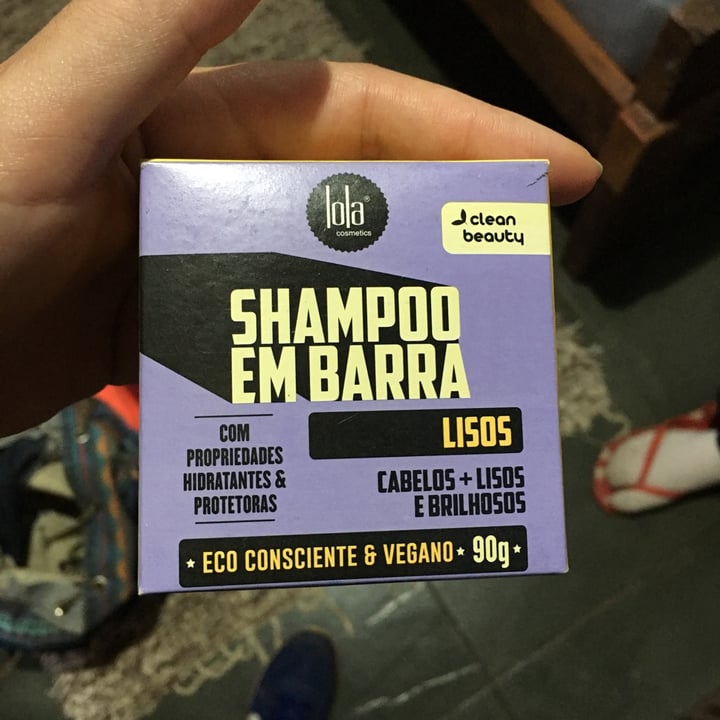 lola®
cosmetics
clean
beauty
SHAMPOO
EM BARRA
COM
PROPRIEDADES
HIDRATANTES &
PROTETORAS
LISOS
CABELOS + LISOS
E BRILHOSOS
★ ECO CONSCIENTE & VEGANO ★ 90g ★